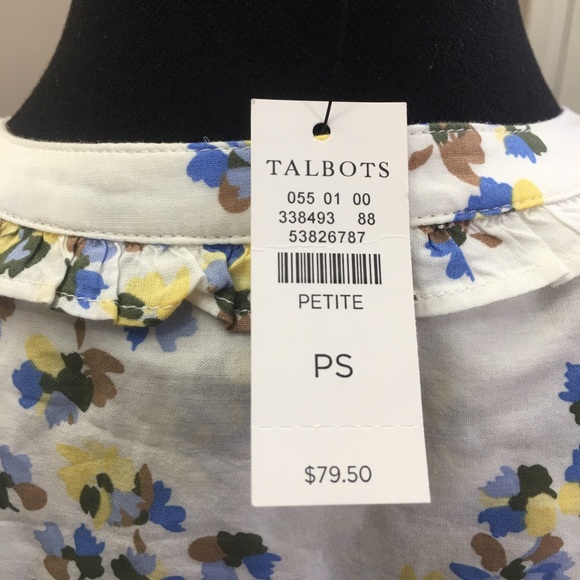 TALBOTS
055 01 00
338493 88
53826787
PETITE
PS
$79.50